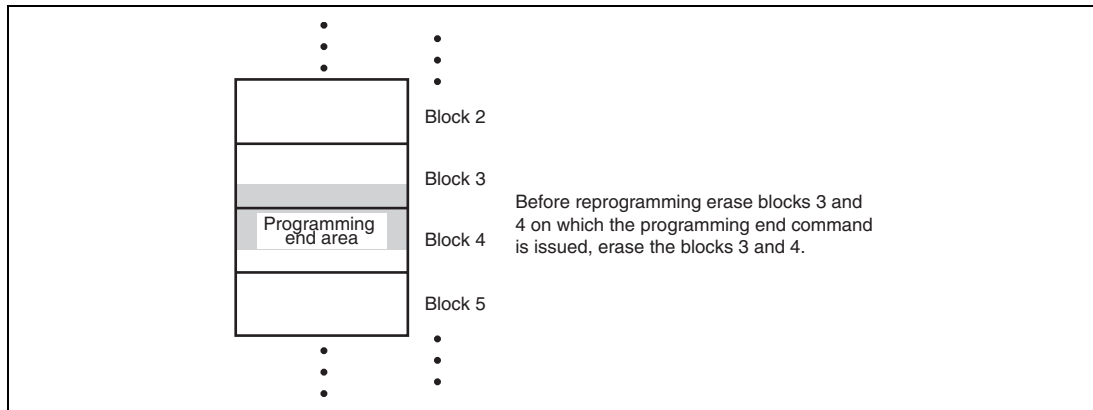 Block 2
Block 3
Programming
end area
Block 4
Block 5
Before reprogramming erase blocks 3 and
4 on which the programming end command
is issued, erase the blocks 3 and 4.